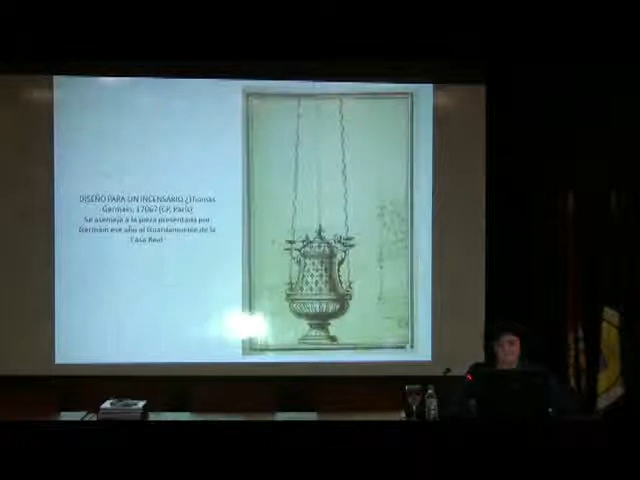 DISEÑO PARA UN INCENSARIO ¿Thomas
Germain, 1706? (CP, París)
Se asemeja a la pieza presentada por
Germain ese año al Guardamueble de la
Casa Real